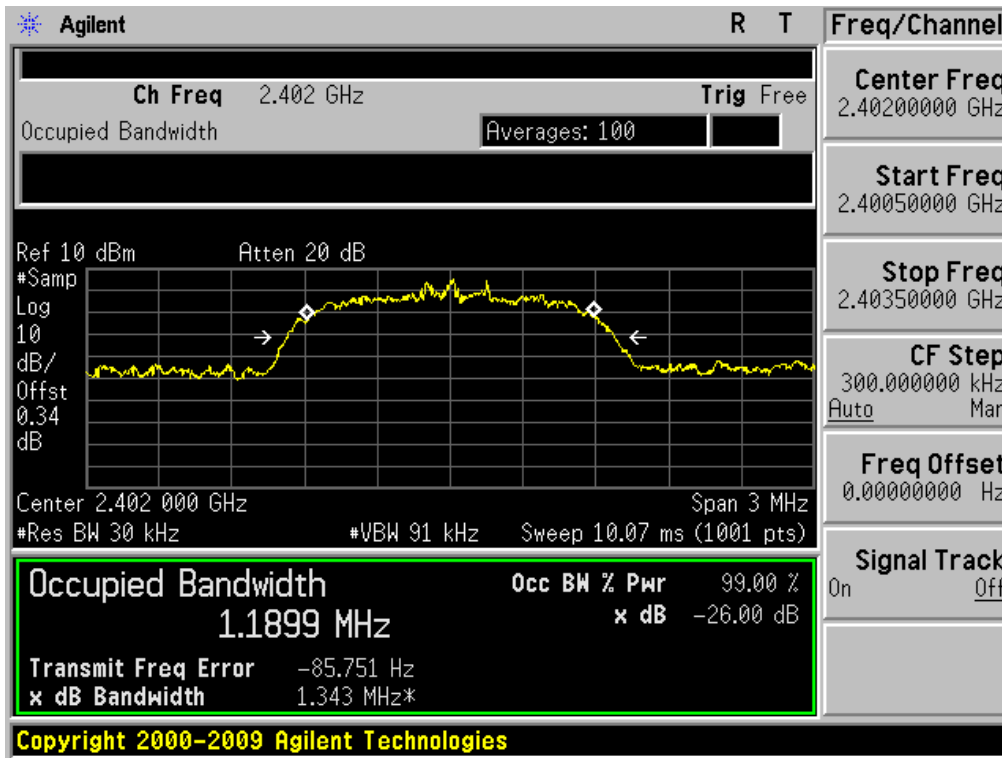 Agilent R T Freq/Channel
Ch Freq 2.402 GHz Trig Free
Occupied Bandwidth Averages: 100
Ref 10 dBm Atten 20 dB
#Samp
Log
10
dB/
Offst
0.34
dB
Center 2.402 000 GHz Span 3 MHz
#Res BW 30 kHz #VBW 91 kHz Sweep 10.07 ms (1001 pts)
Occupied Bandwidth Occ BW % Pwr 99.00 %
1.1899 MHz x dB -26.00 dB
Transmit Freq Error -85.751 Hz
x dB Bandwidth 1.343 MHz*
Copyright 2000-2009 Agilent Technologies
Center Freq
2.40200000 GHz
Start Freq
2.40050000 GHz
Stop Freq
2.40350000 GHz
CF Step
300.000000 kHz
Auto Man
Freq Offset
0.00000000 Hz
Signal Track
On Off